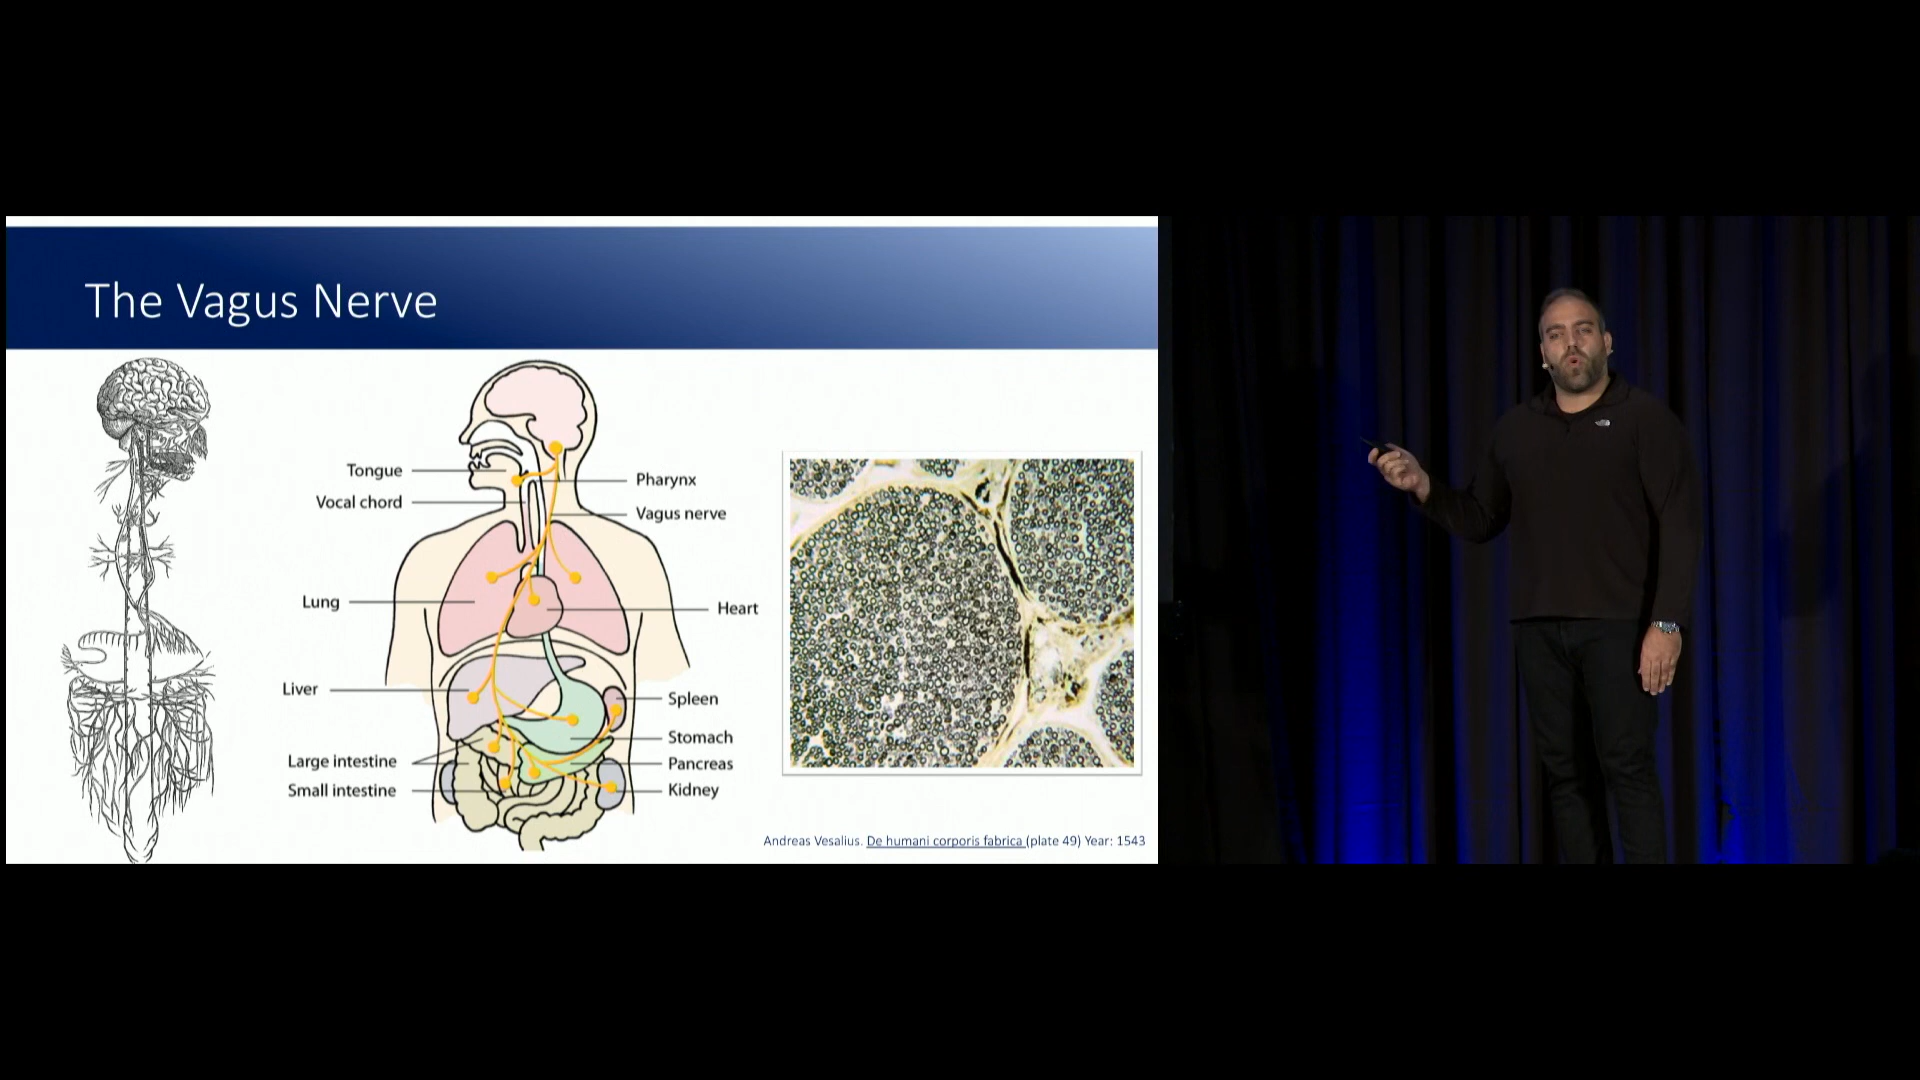 The Vagus Nerve
Tongue
Pharynx
Vocal chord
Vagus nerve
Lung
Heart
Liver
Spleen
Stomach
Large intestine
Pancreas
Small intestine
Kidney
Andreas Vesalius. De humani corporis fabrica (plate 49) Year: 1543